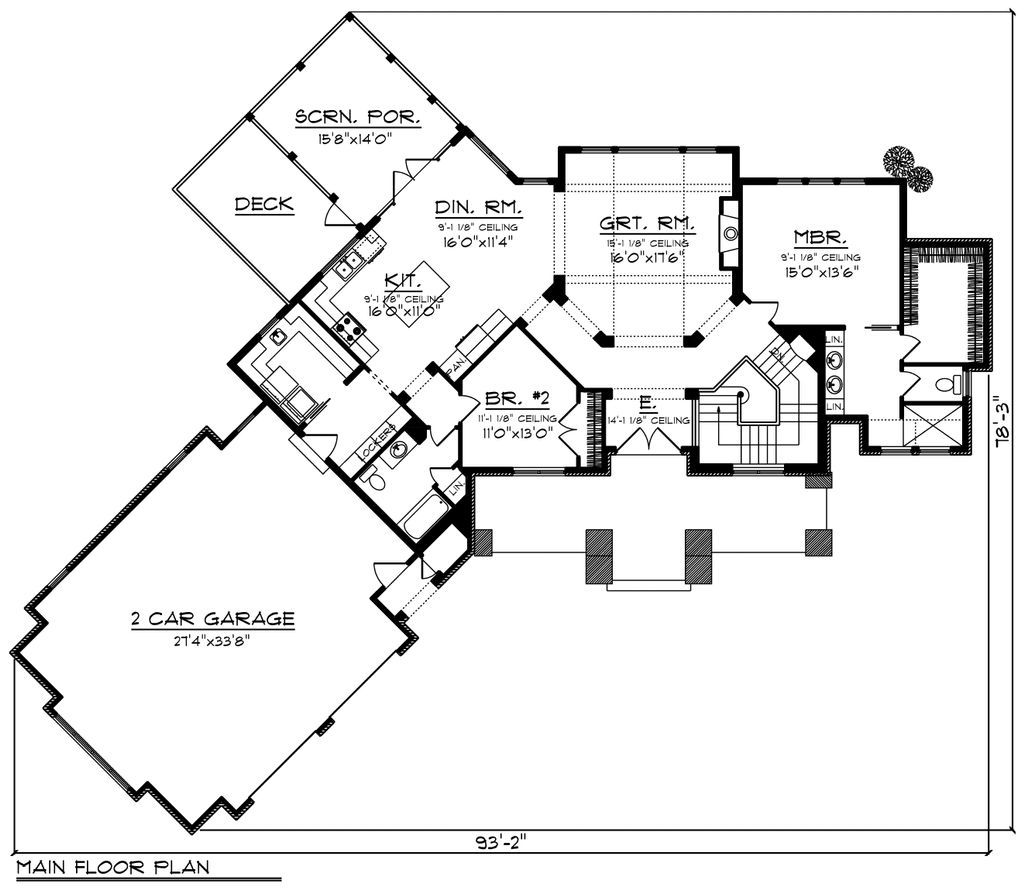 SCRN. POR.
15'8"x14'0"
DECK
DIN. RM.
9'-1 1/8" CEILING
16'0"x11'4"
GRT. RM.
15'-1 1/8" CEILING
16'0"x17'6"
MBR.
9'-1 1/8" CEILING
15'0"x13'6"
KIT.
9'-1 1/8" CEILING
16'0"x11'0"
PAN.
DN.
LIN.
LIN.
BR. #2
11'-1 1/8" CEILING
11'0"x13'0"
E.
14'-1 1/8" CEILING
LOCKERS
LIN.
78'-3"
2 CAR GARAGE
27'4"x33'8"
93'-2"
MAIN FLOOR PLAN